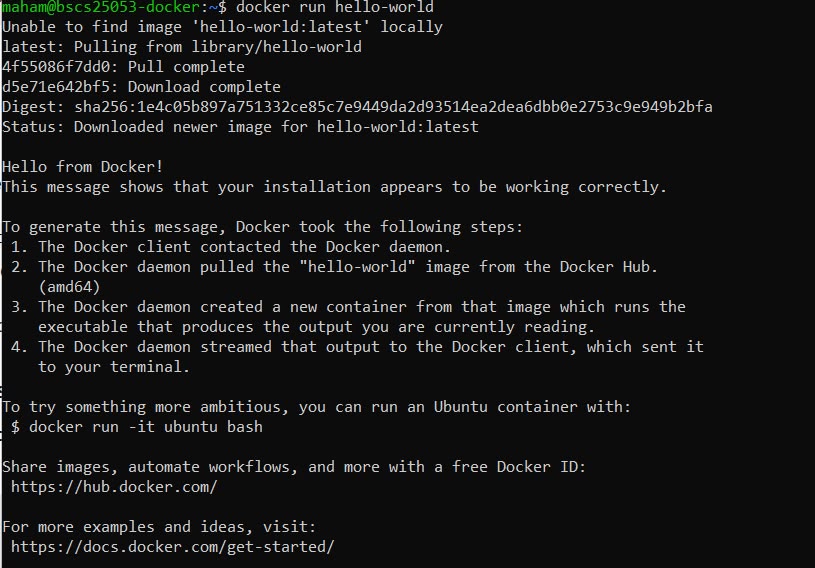 maham@bscs25053-docker:~$ docker run hello-world
Unable to find image 'hello-world:latest' locally
latest: Pulling from library/hello-world
4f55086f7dd0: Pull complete
d5e71e642bf5: Download complete
Digest: sha256:1e4c05b897a751332ce85c7e9449da2d93514ea2dea6dbb0e2753c9e949b2bfa
Status: Downloaded newer image for hello-world:latest

Hello from Docker!
This message shows that your installation appears to be working correctly.

To generate this message, Docker took the following steps:
 1. The Docker client contacted the Docker daemon.
 2. The Docker daemon pulled the "hello-world" image from the Docker Hub.
    (amd64)
 3. The Docker daemon created a new container from that image which runs the
    executable that produces the output you are currently reading.
 4. The Docker daemon streamed that output to the Docker client, which sent it
    to your terminal.

To try something more ambitious, you can run an Ubuntu container with:
 $ docker run -it ubuntu bash

Share images, automate workflows, and more with a free Docker ID:
 https://hub.docker.com/

For more examples and ideas, visit:
 https://docs.docker.com/get-started/